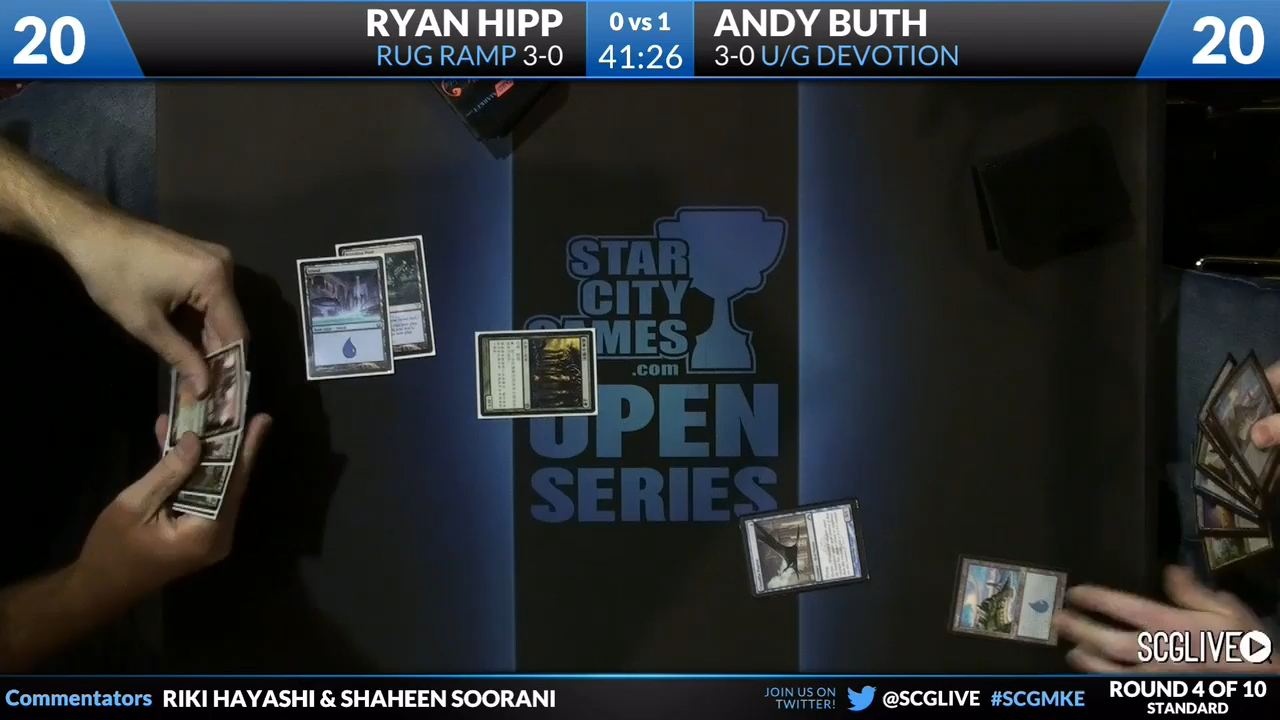 20
RYAN HIPP
RUG RAMP 3-0
0 vs 1
41:26
ANDY BUTH
3-0 U/G DEVOTION
20
STAR
CITY
GAMES
.com
OPEN
SERIES
SCGLIVE
Commentators RIKI HAYASHI & SHAHEEN SOORANI
JOIN US ON
TWITTER!
@SCGLIVE #SCGMKE
ROUND 4 OF 10
STANDARD